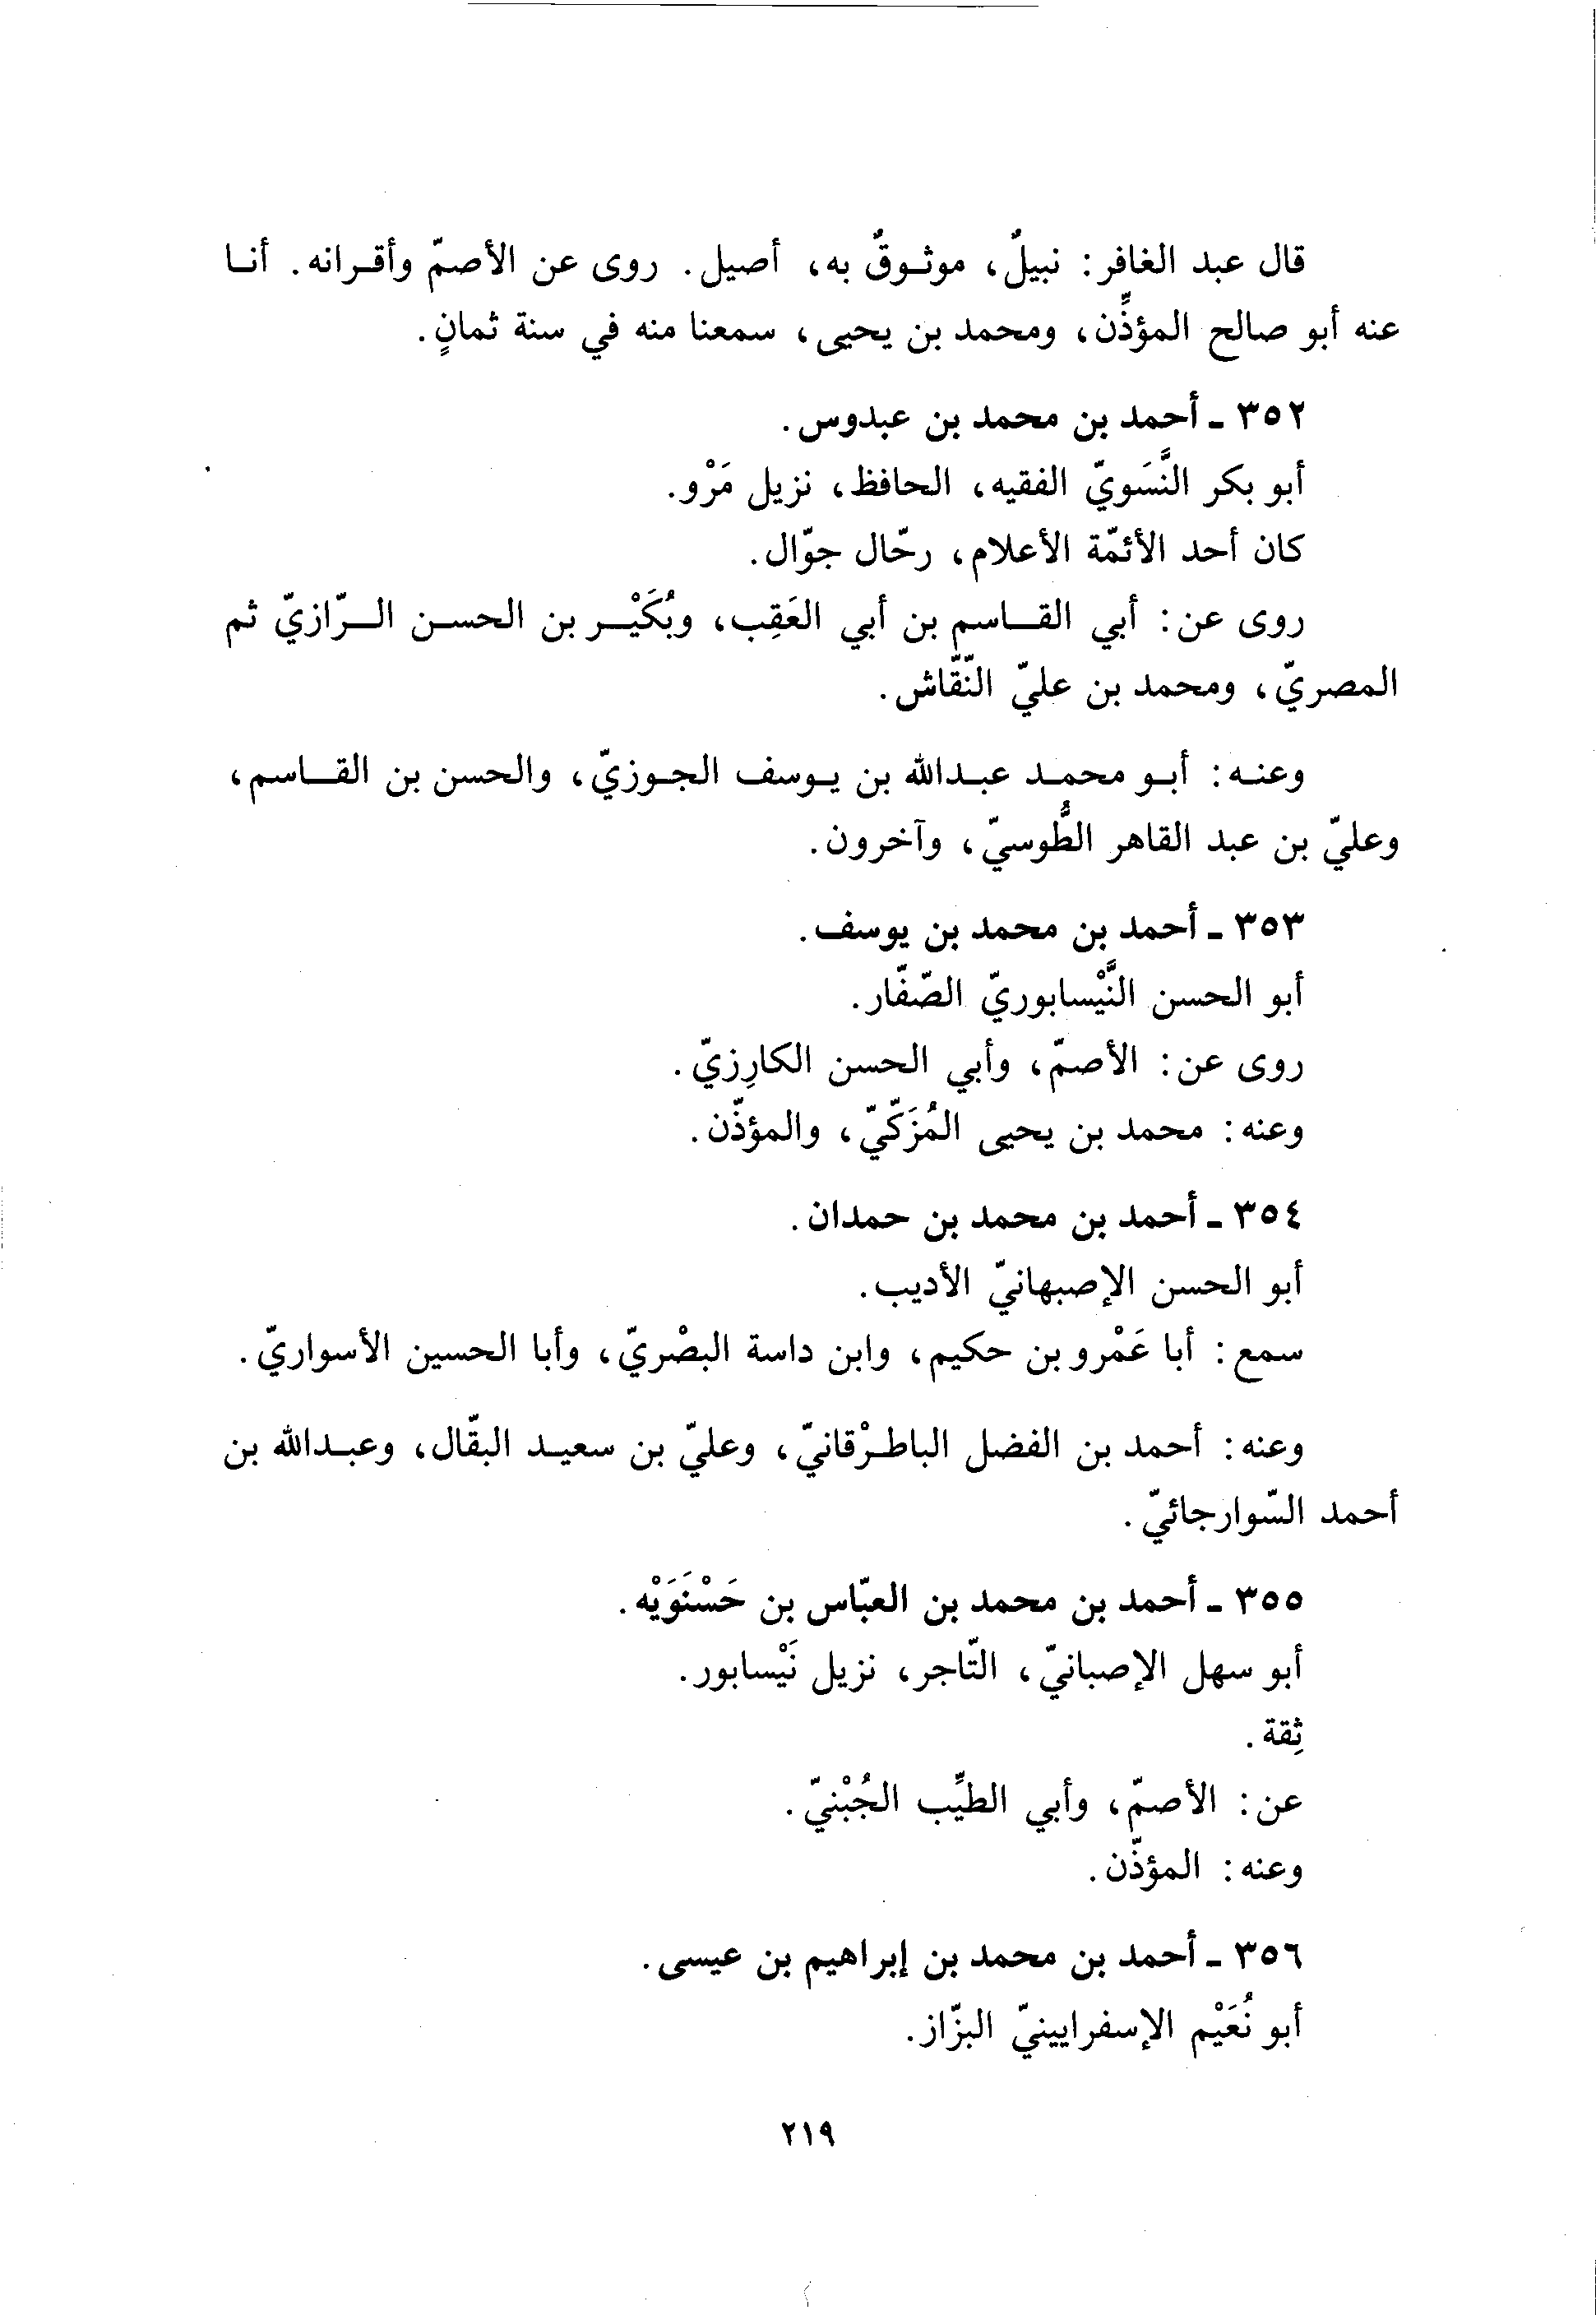 قال عبد الغافر: نبيلٌ، موثوقٌ به، أصيل. روى عن الأصمّ وأقرانه. أنا
عنه أبو صالح المؤذِّن، ومحمد بن يحيى، سمعنا منه في سنة ثمانٍ.
٣٥٢ - أحمد بن محمد بن عبدوس.
أبو بكر النَّسَويّ الفقيه، الحافظ، نزيل مَرْو.
كان أحد الأئمّة الأعلام، رحّال جوّال.
روى عن: أبي القاسم بن أبي العَقِب، وبُكَيْر بن الحسن الرّازيّ ثم
المصريّ، ومحمد بن عليّ النّقّاش.
وعنه: أبو محمد عبدالله بن يوسف الجوزيّ، والحسن بن القاسم،
وعليّ بن عبد القاهر الطُّوسيّ، وآخرون.
٣٥٣ - أحمد بن محمد بن يوسف.
أبو الحسن النَّيْسابوريّ الصّفّار.
روى عن: الأصمّ، وأبي الحسن الكارِزيّ.
وعنه: محمد بن يحيى المُزَكّيّ، والمؤذّن.
٣٥٤ - أحمد بن محمد بن حمدان.
أبو الحسن الإصبهانيّ الأديب.
سمع: أبا عَمْرو بن حكيم، وابن داسة البصْريّ، وأبا الحسين الأسواريّ.
وعنه: أحمد بن الفضل الباطرْقانيّ، وعليّ بن سعيد البقّال، وعبدالله بن
أحمد السّوارجائيّ.
٣٥٥ - أحمد بن محمد بن العبّاس بن حَسْنَوَيْه.
أبو سهل الإصبانيّ، التّاجر، نزيل نَيْسابور.
ثِقة.
عن: الأصمّ، وأبي الطيِّب الجُبْنيّ.
وعنه: المؤذّن.
٣٥٦ - أحمد بن محمد بن إبراهيم بن عيسى.
أبو نُعَيْم الإسفرايينيّ البزّاز.
٢١٩